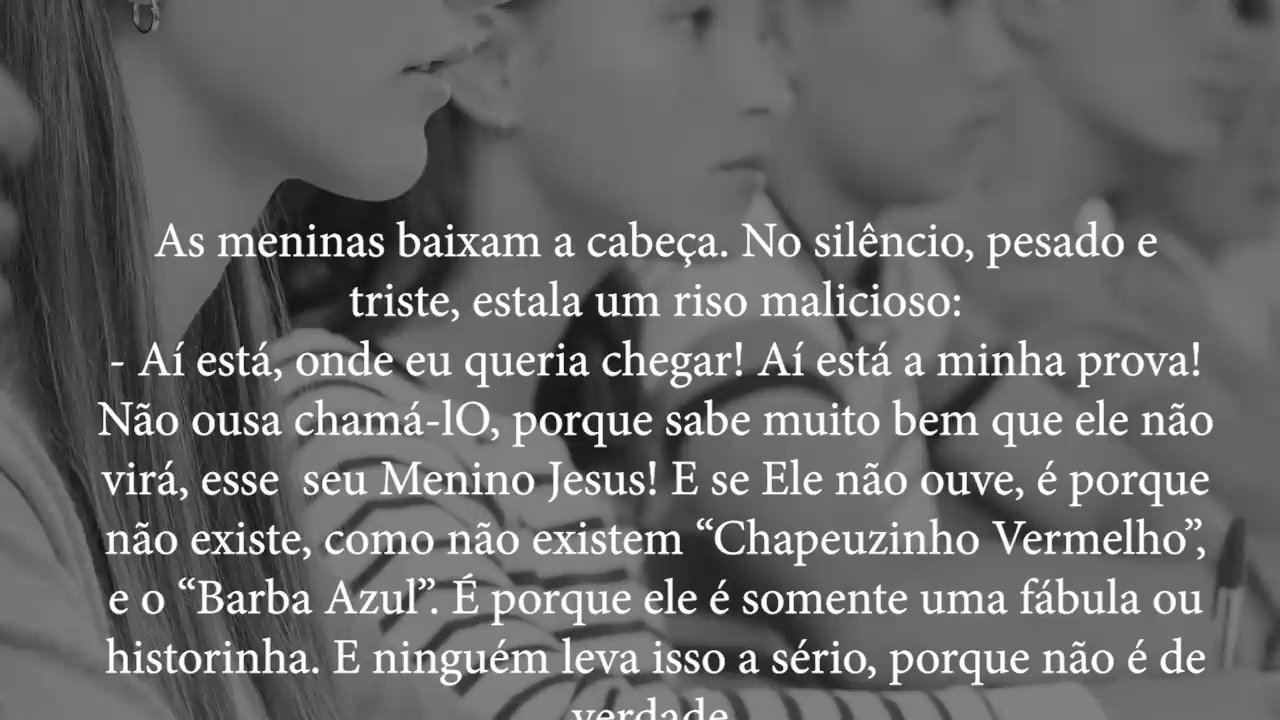 As meninas baixam a cabeça. No silêncio, pesado e
triste, estala um riso malicioso:
- Aí está, onde eu queria chegar! Aí está a minha prova!
Não ousa chamá-lO, porque sabe muito bem que ele não
virá, esse  seu Menino Jesus! E se Ele não ouve, é porque
não existe, como não existem “Chapeuzinho Vermelho”,
e o “Barba Azul”. É porque ele é somente uma fábula ou
historinha. E ninguém leva isso a sério, porque não é de
verdade